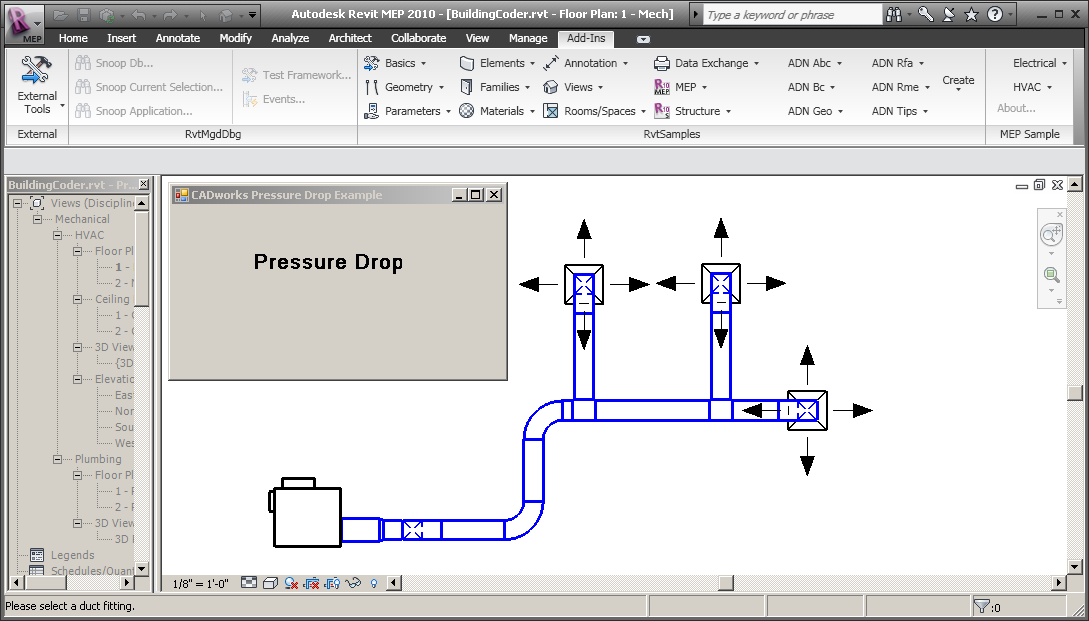 Autodesk Revit MEP 2010 - [BuildingCoder.rvt - Floor Plan: 1 - Mech]
Type a keyword or phrase
MEP
Home Insert Annotate Modify Analyze Architect Collaborate View Manage Add-Ins
External Tools
External
Snoop Db...
Snoop Current Selection...
Snoop Application...
Test Framework...
Events...
RvtMgdDbg
Basics Elements Annotation Data Exchange ADN Abc ADN Rfa
Geometry Families Views MEP ADN Bc ADN Rme
Parameters Materials Rooms/Spaces Structure ADN Geo ADN Tips
Create
RvtSamples
Electrical
HVAC
About...
MEP Sample
BuildingCoder.rvt - Pr...
Views (Disciplin
Mechanical
HVAC
Floor Pl
1 -
2 -
Ceiling
1 -
2 -
3D View
{3D
Elevatio
Eas
Nor
Sou
Wes
Plumbing
Floor Pl
1 -
2 -
3D View
3D
Legends
Schedules/Quan
CADworks Pressure Drop Example
Pressure Drop
1/8" = 1'-0"
Please select a duct fitting.
:0